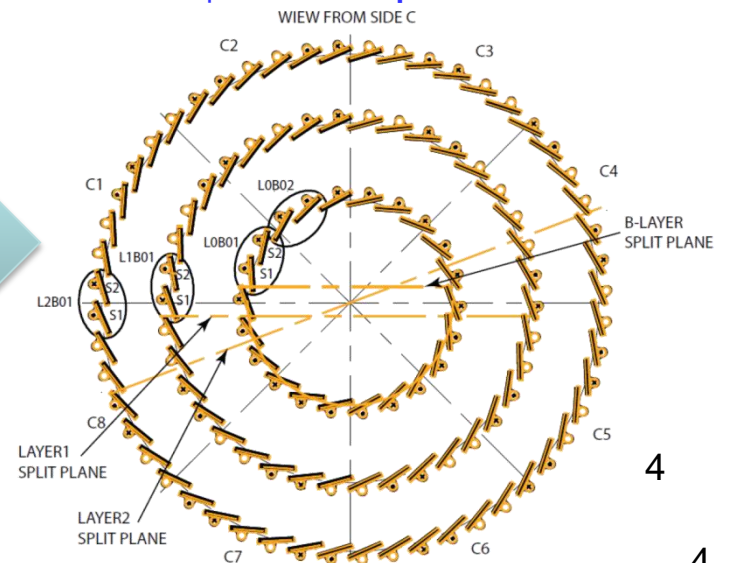 WIEW FROM SIDE C
C2
C3
C1
C4
L0B02
B-LAYER
SPLIT PLANE
L0B01
S2
S1
L1B01
S2
S1
L2B01
S2
S1
C8
C5
LAYER1
SPLIT PLANE
4
LAYER2
SPLIT PLANE
C7
C6
4